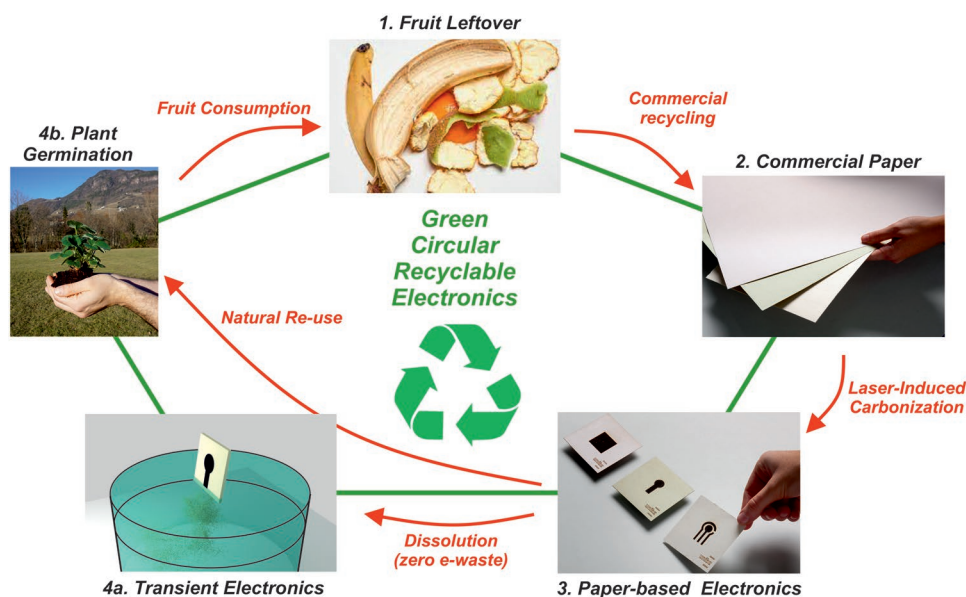 1. Fruit Leftover
Fruit Consumption
Commercial
recycling
4b. Plant
Germination
2. Commercial Paper
Green
Circular
Recyclable
Electronics
Natural Re-use
Laser-Induced
Carbonization
Dissolution
(zero e-waste)
4a. Transient Electronics
3. Paper-based Electronics